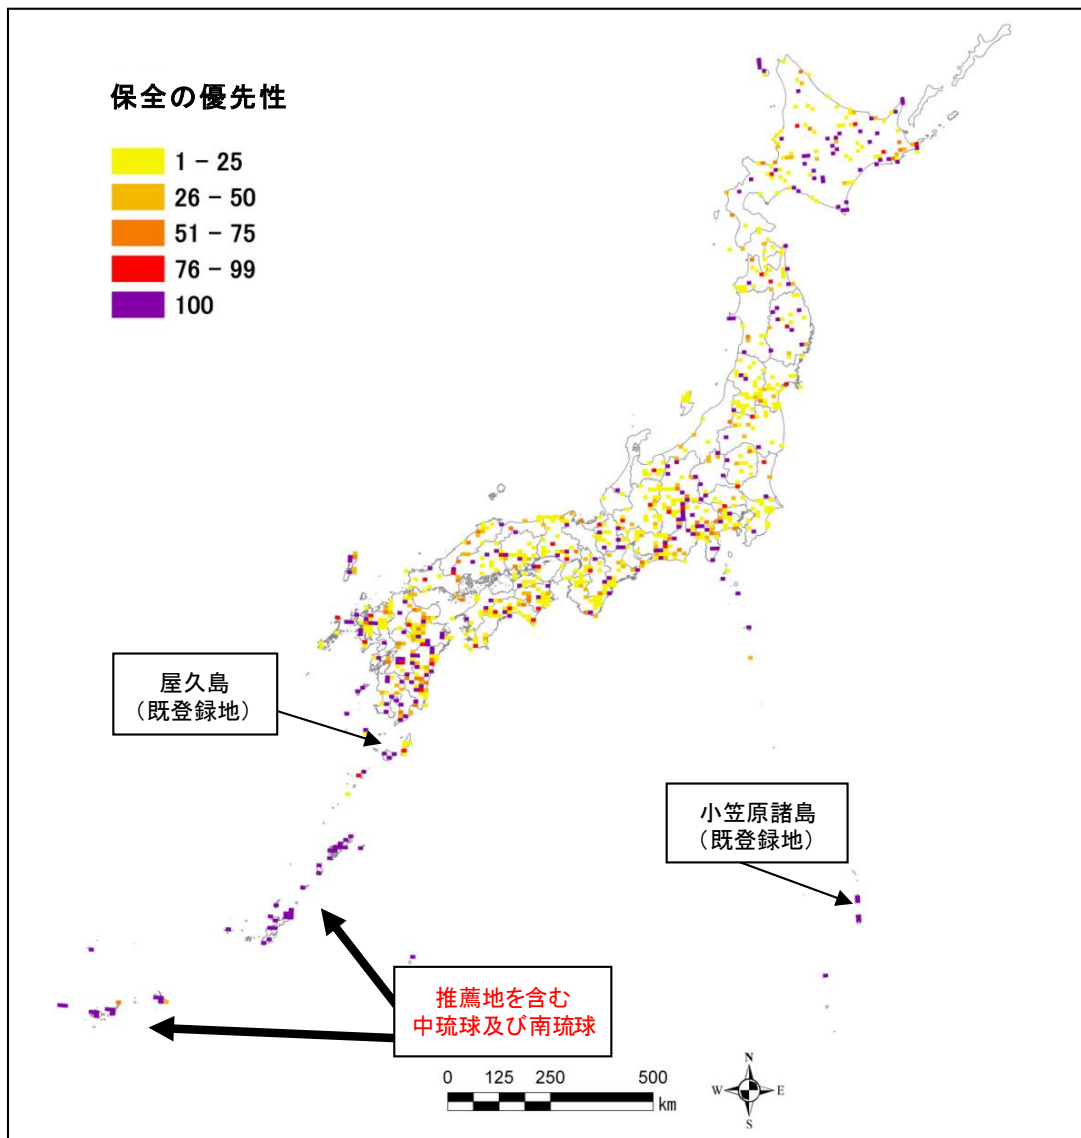 保全の優先性
1 - 25
26 - 50
51 - 75
76 - 99
100
屋久島
(既登録地)
小笠原諸島
(既登録地)
推薦地を含む
中琉球及び南琉球
0 125 250 500
km
N
W E
S